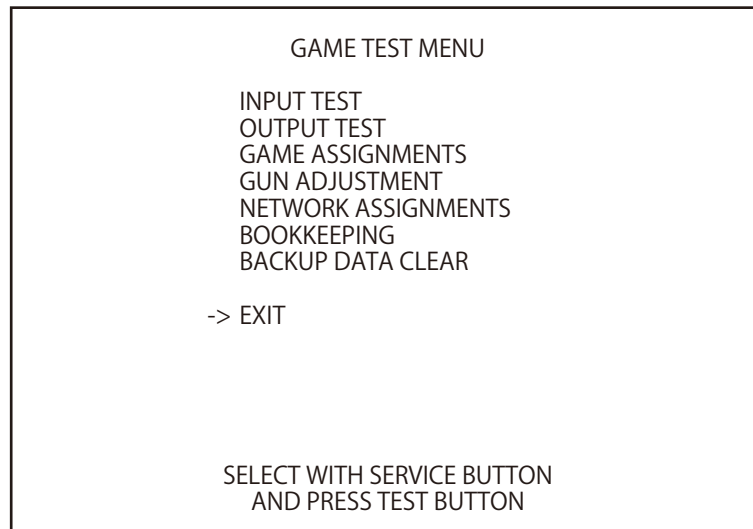 GAME TEST MENU
INPUT TEST
OUTPUT TEST
GAME ASSIGNMENTS
GUN ADJUSTMENT
NETWORK ASSIGNMENTS
BOOKKEEPING
BACKUP DATA CLEAR
-> EXIT
SELECT WITH SERVICE BUTTON
AND PRESS TEST BUTTON